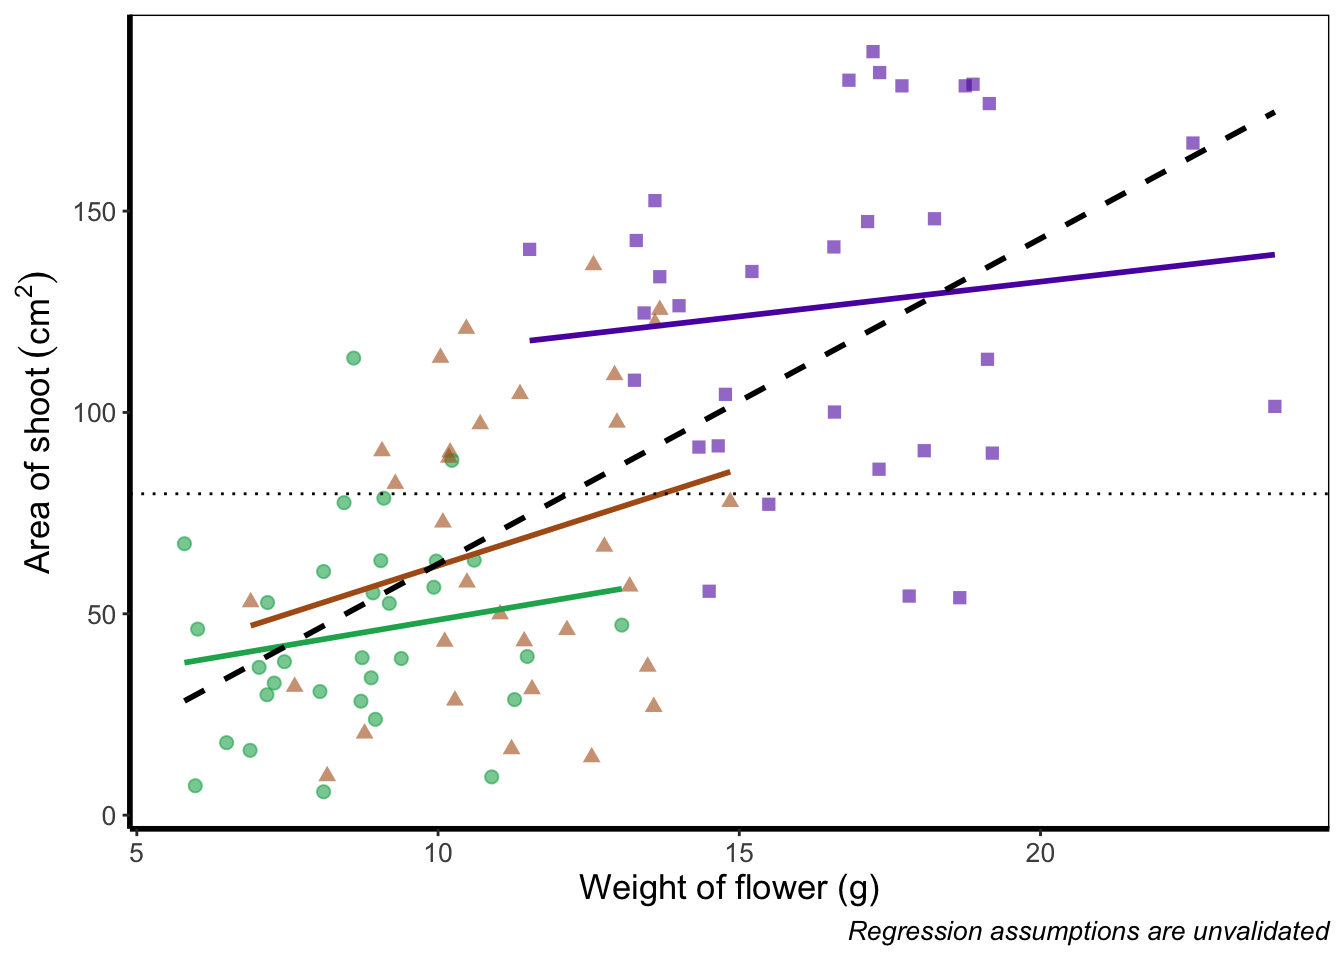 Area of shoot (cm²)
150
100
50
0
5 10 15 20
Weight of flower (g)
Regression assumptions are unvalidated